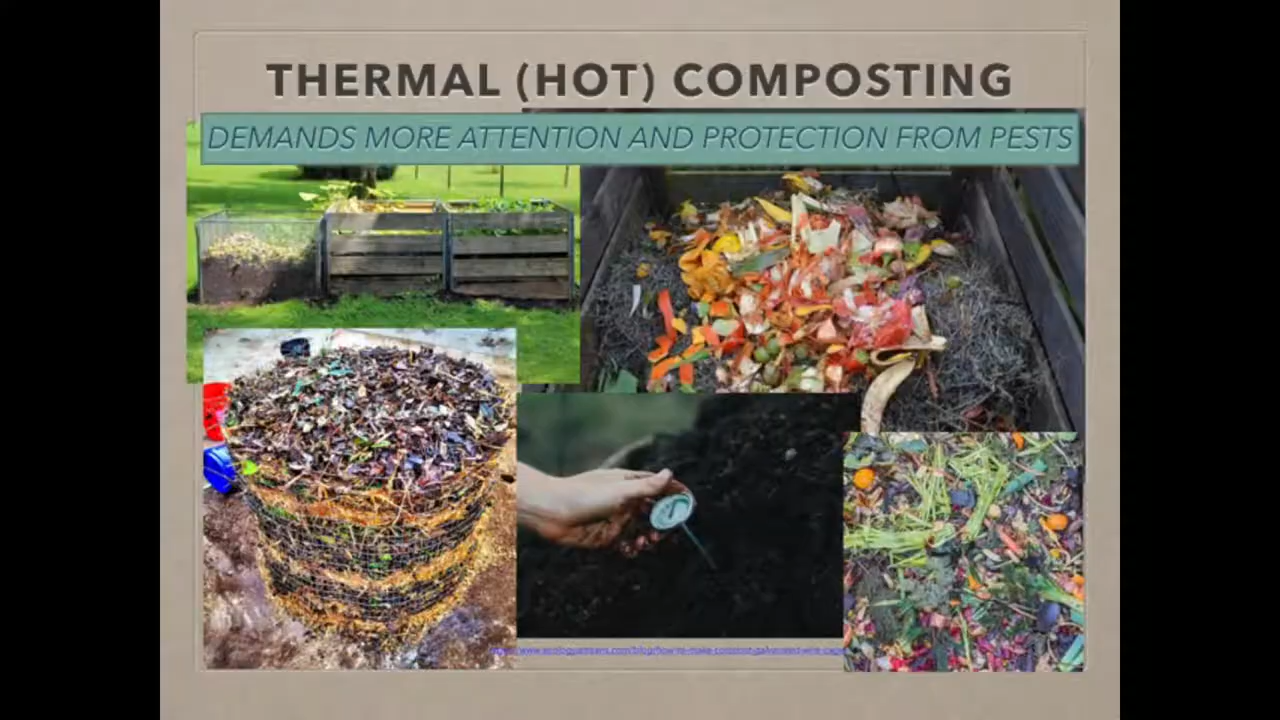 THERMAL (HOT) COMPOSTING
DEMANDS MORE ATTENTION AND PROTECTION FROM PESTS